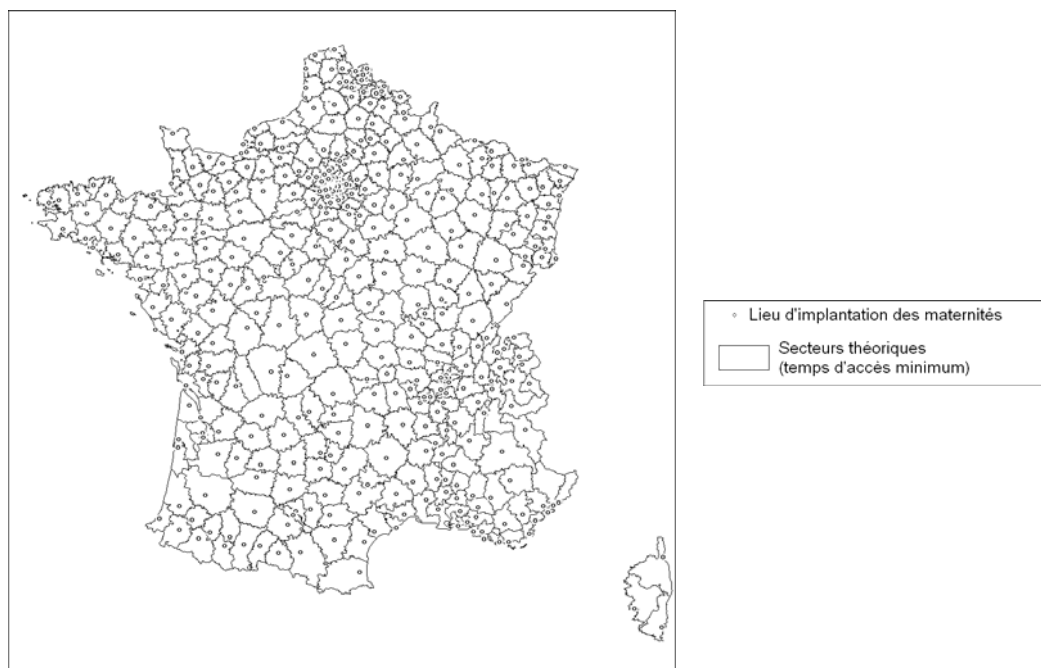 Lieu d'implantation des maternités
Secteurs théoriques
(temps d'accès minimum)